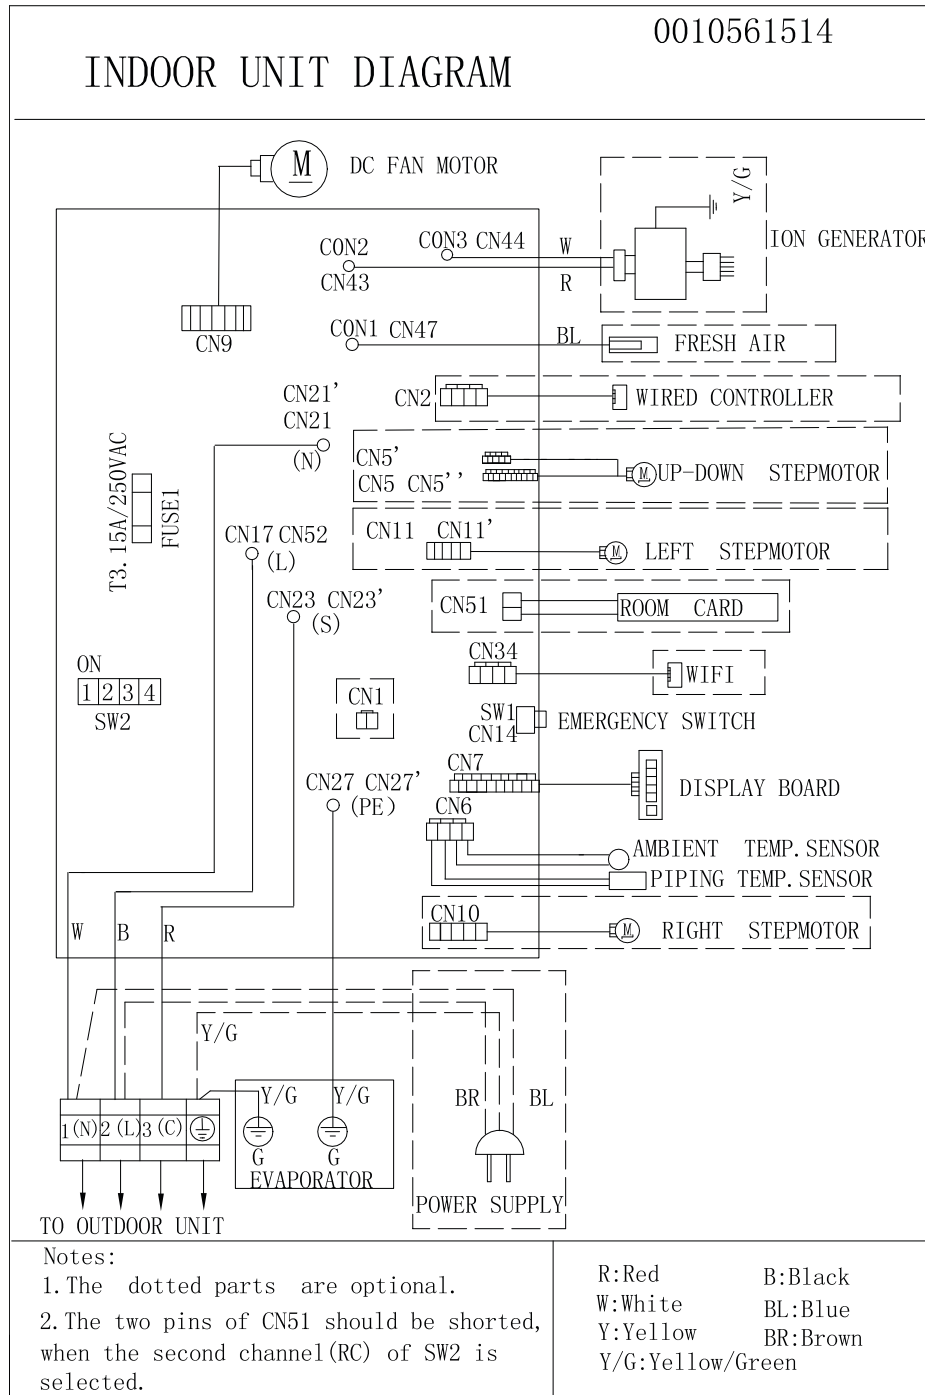 0010561514
INDOOR UNIT DIAGRAM
M
DC FAN MOTOR
Y/G
CON3 CN44
W
ION GENERATOR
CON2
CN43
R
CN9
CON1 CN47
BL
FRESH AIR
CN21'
CN2
WIRED CONTROLLER
CN21
(N)
CN5'
CN5 CN5''
M
UP-DOWN STEPMOTOR
T3.15A/250VAC
FUSE1
CN17 CN52
(L)
CN11 CN11'
M
LEFT STEPMOTOR
CN23 CN23'
(S)
CN51
ROOM CARD
ON
1 2 3 4
SW2
CN1
CN34
WIFI
SW1
CN14
EMERGENCY SWITCH
CN7
CN27 CN27'
(PE)
DISPLAY BOARD
CN6
AMBIENT TEMP.SENSOR
PIPING TEMP.SENSOR
CN10
M
RIGHT STEPMOTOR
W B R
Y/G
Y/G Y/G
BR BL
1(N) 2(L) 3(C)
G G
EVAPORATOR
POWER SUPPLY
TO OUTDOOR UNIT
Notes:
1.The dotted parts are optional.
2.The two pins of CN51 should be shorted,
when the second channel(RC) of SW2 is
selected.
R:Red B:Black
W:White BL:Blue
Y:Yellow BR:Brown
Y/G:Yellow/Green